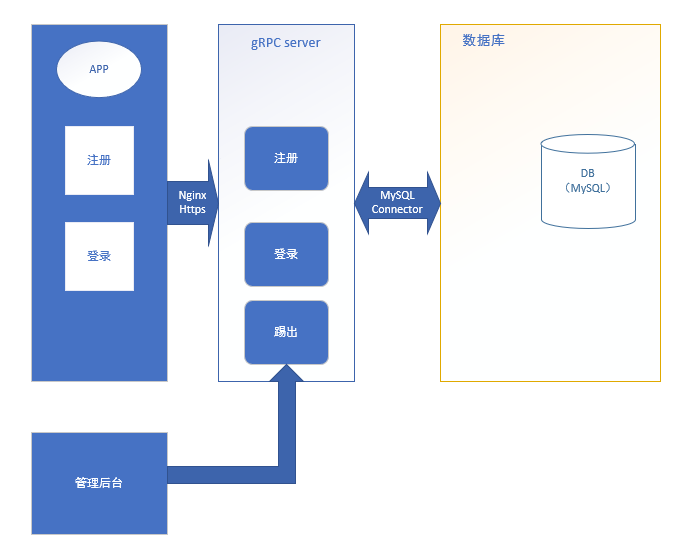 APP
注册
登录
Nginx
Https
gRPC server
注册
登录
踢出
MySQL
Connector
数据库
DB
（MySQL）
管理后台